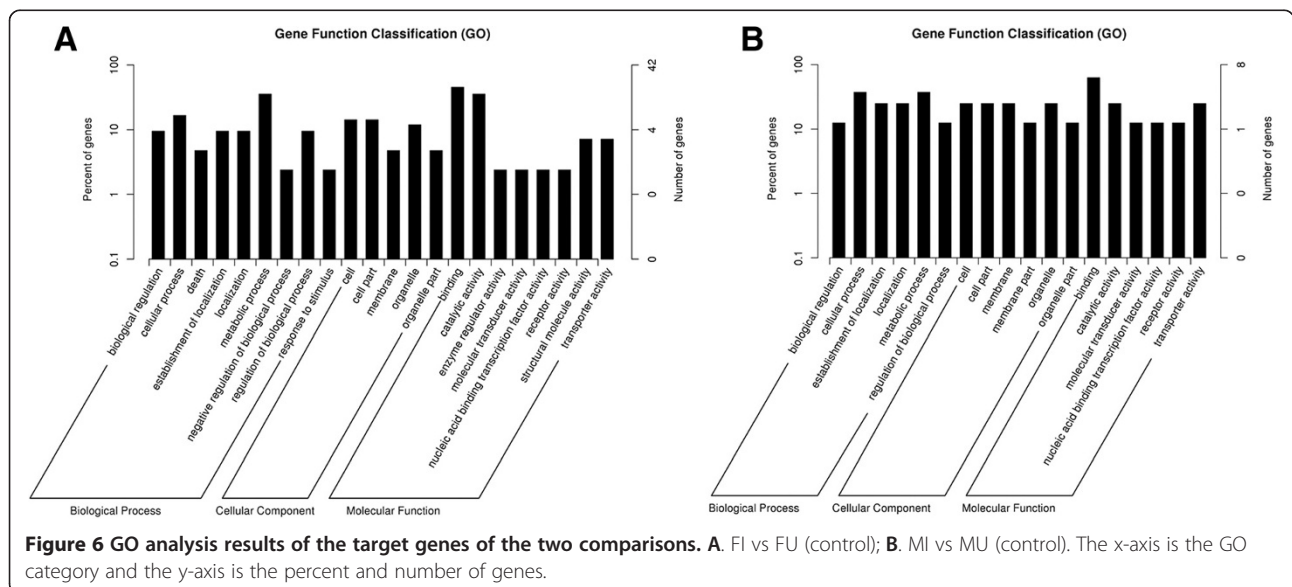 A
Gene Function Classification (GO)
100
10
1
0.1
Percent of genes
42
4
0
0
Number of genes
biological regulation
cellular process
death
establishment of localization
localization
metabolic process
negative regulation of biological process
regulation of biological process
response to stimulus
cell
cell part
membrane
organelle
organelle part
binding
catalytic activity
enzyme regulator activity
molecular transducer activity
nucleic acid binding transcription factor activity
receptor activity
structural molecule activity
transporter activity
Biological Process
Cellular Component
Molecular Function
B
Gene Function Classification (GO)
100
10
1
0.1
Percent of genes
8
1
0
0
Number of genes
biological regulation
cellular process
establishment of localization
localization
metabolic process
regulation of biological process
cell
cell part
membrane
membrane part
organelle
organelle part
binding
catalytic activity
molecular transducer activity
nucleic acid binding transcription factor activity
receptor activity
transporter activity
Biological Process
Cellular Component
Molecular Function
Figure 6 GO analysis results of the target genes of the two comparisons. A. FI vs FU (control); B. MI vs MU (control). The x-axis is the GO
category and the y-axis is the percent and number of genes.